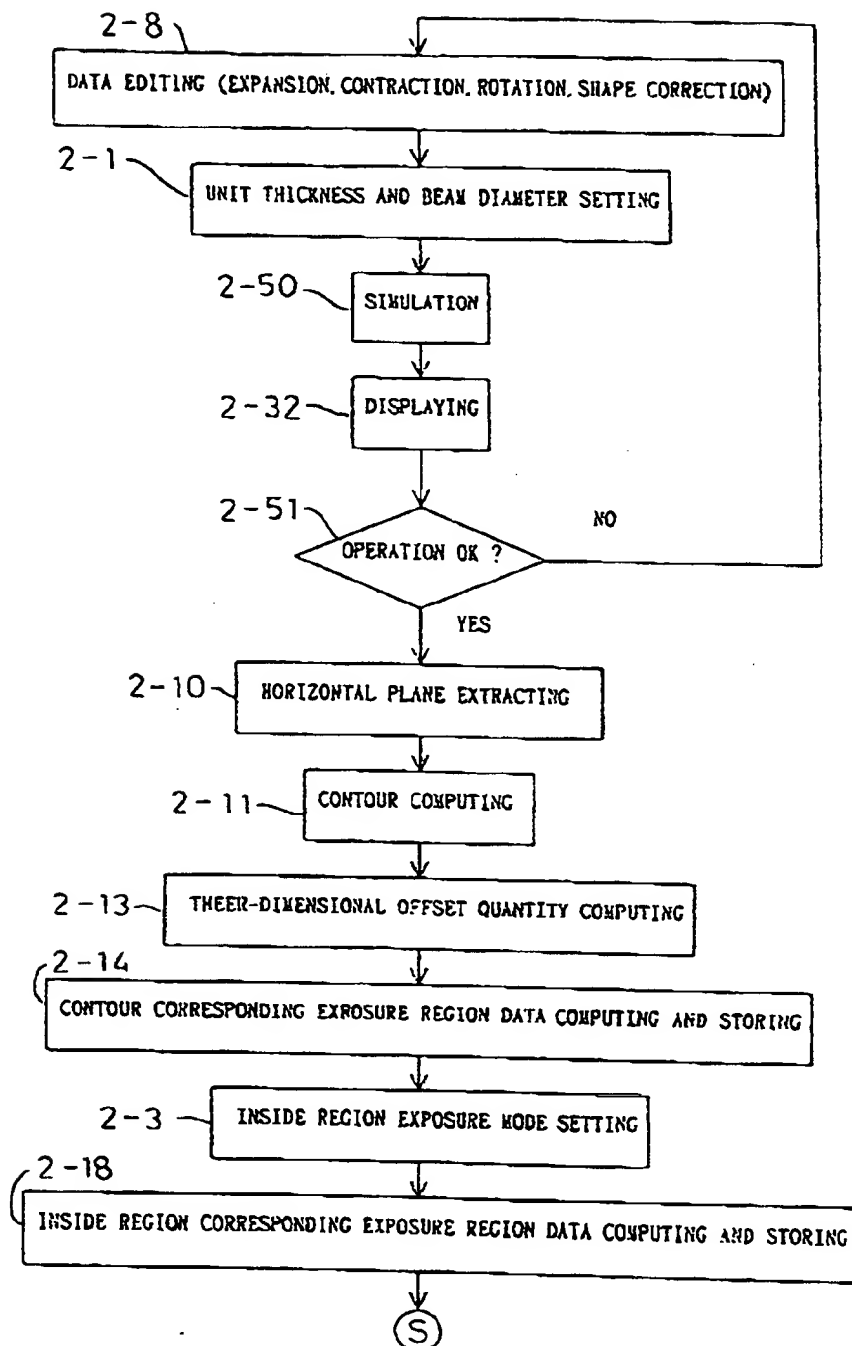 2-8
DATA EDITING (EXPANSION. CONTRACTION. ROTATION. SHAPE CORRECTION)
2-1
UNIT THICKNESS AND BEAM DIAMETER SETTING
2-50
SIMULATION
2-32
DISPLAYING
2-51
NO
OPERATION OK ?
YES
2-10
HORIZONTAL PLANE EXTRACTING
2-11
CONTOUR COMPUTING
2-13
THEER-DIMENSIONAL OFFSET QUANTITY COMPUTING
2-14
CONTOUR CORRESPONDING EXPOSURE REGION DATA COMPUTING AND STORING
2-3
INSIDE REGION EXPOSURE MODE SETTING
2-18
INSIDE REGION CORRESPONDING EXPOSURE REGION DATA COMPUTING AND STORING
S